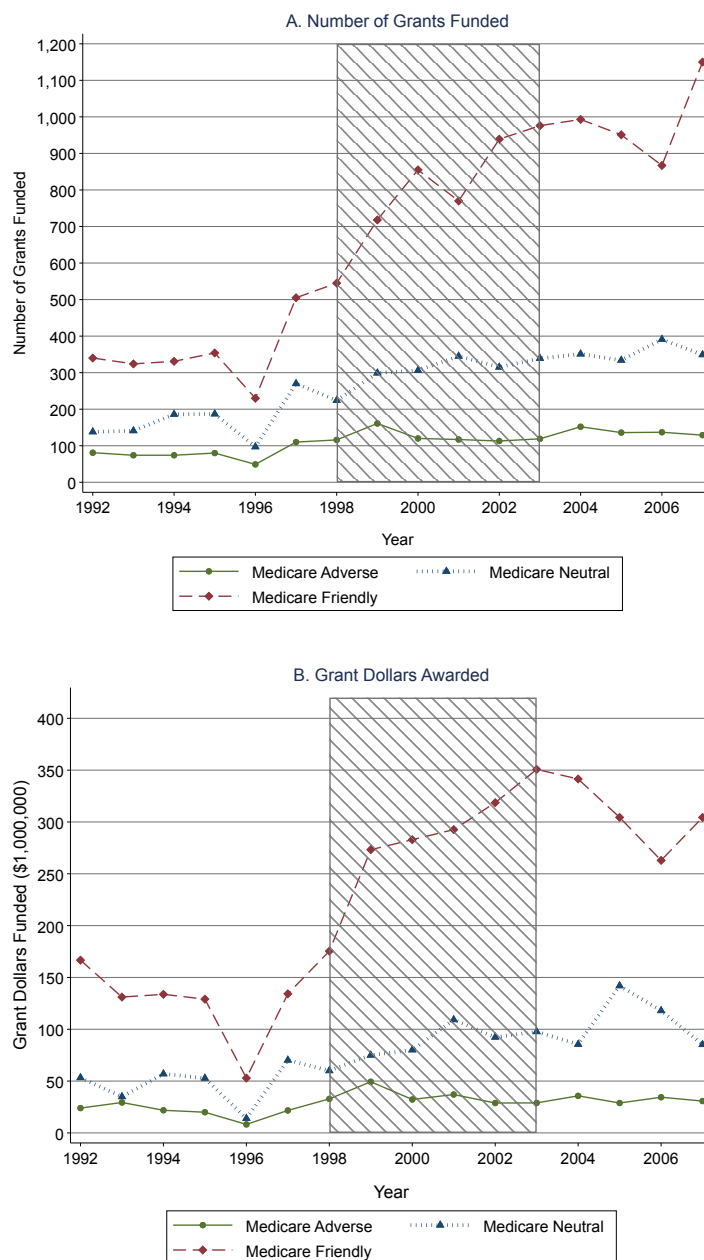 A. Number of Grants Funded
1,200
1,100
1,000
900
800
700
600
500
400
300
200
100
0
Number of Grants Funded
1992 1994 1996 1998 2000 2002 2004 2006
Year
Medicare Adverse Medicare Neutral
Medicare Friendly
B. Grant Dollars Awarded
400
350
300
250
200
150
100
50
0
Grant Dollars Funded ($1,000,000)
1992 1994 1996 1998 2000 2002 2004 2006
Year
Medicare Adverse Medicare Neutral
Medicare Friendly